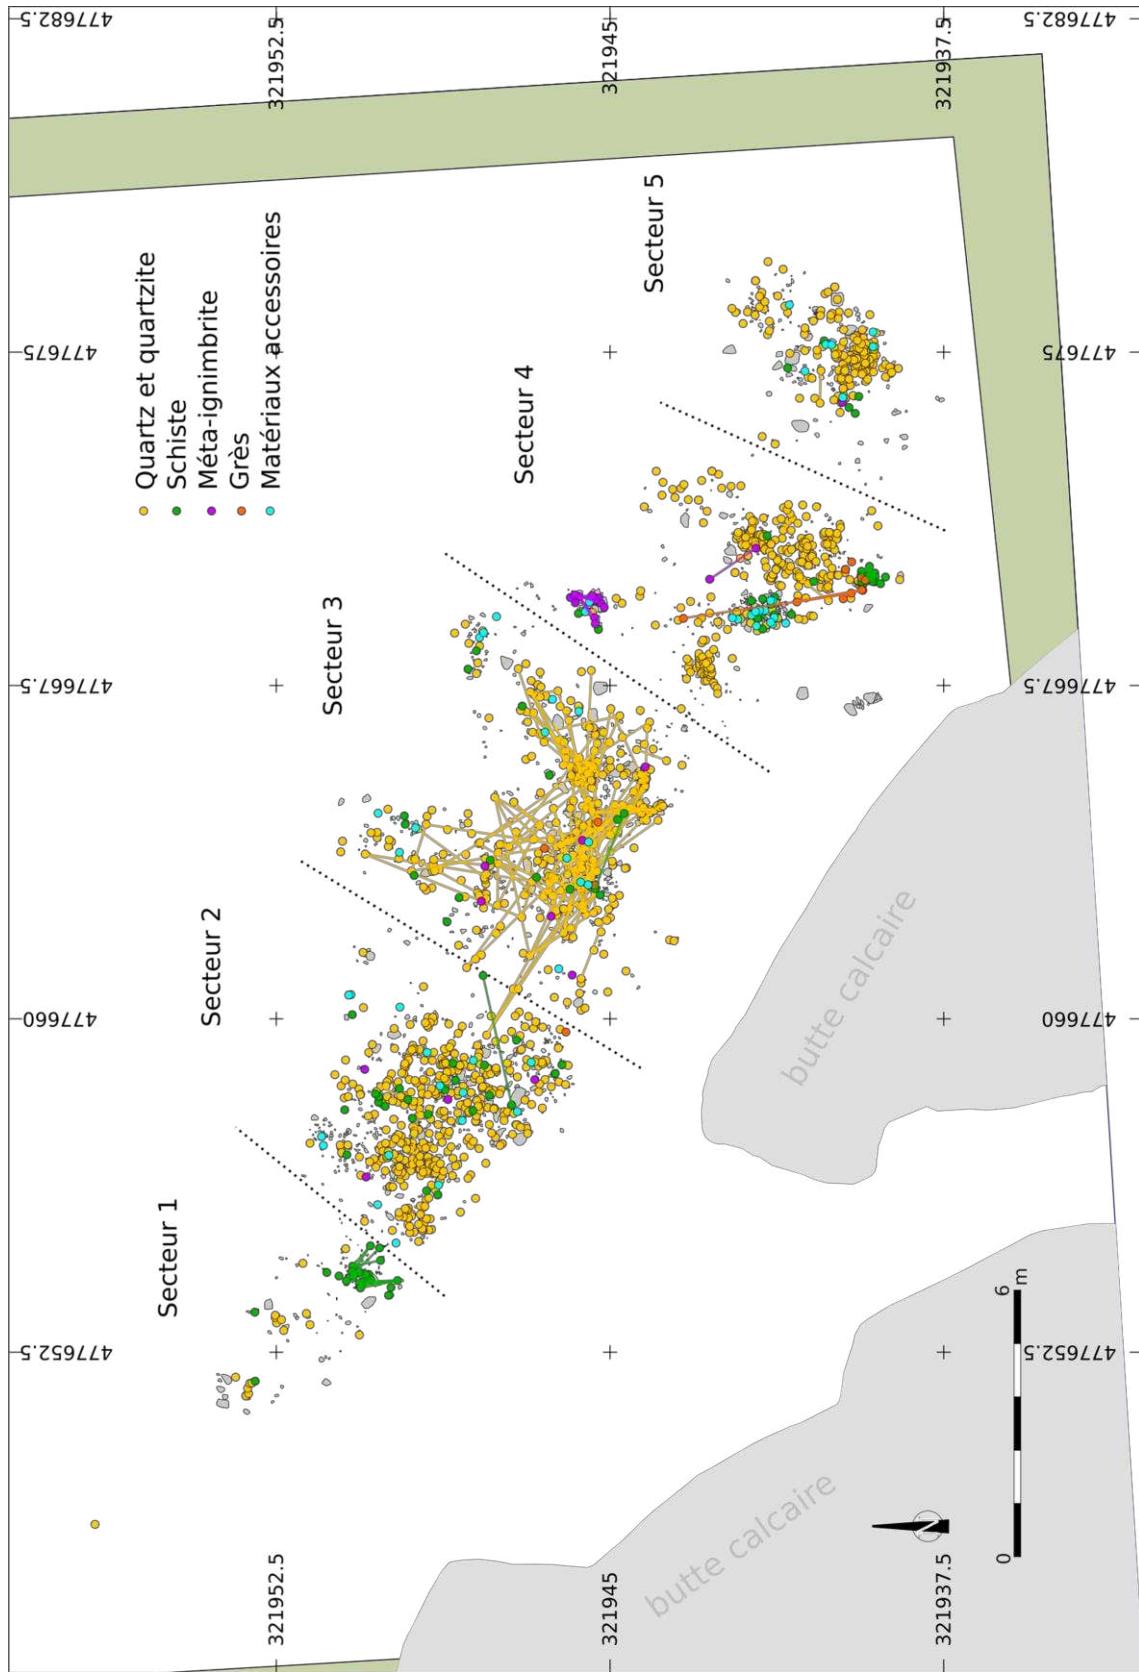 477682.5
477682.5
321952.5
321945
321937.5
Quartz et quartzite
Schiste
Méta-ignimbrite
Grès
Matériaux accessoires
Secteur 5
477675
477675
Secteur 4
Secteur 3
477667.5
477667.5
Secteur 2
477660
477660
butte calcaire
Secteur 1
477652.5
477652.5
butte calcaire
N
0
6
m
321952.5
321945
321937.5